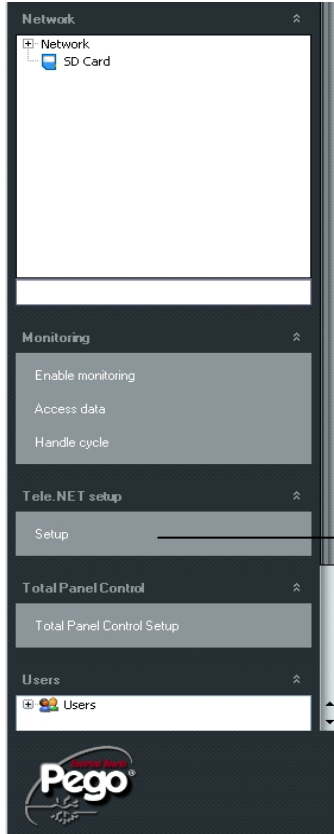 Network
Network
SD Card
Monitoring
Enable monitoring
Access data
Handle cycle
Tele.NET setup
Setup
Total Panel Control
Total Panel Control Setup
Users
Users
Pego